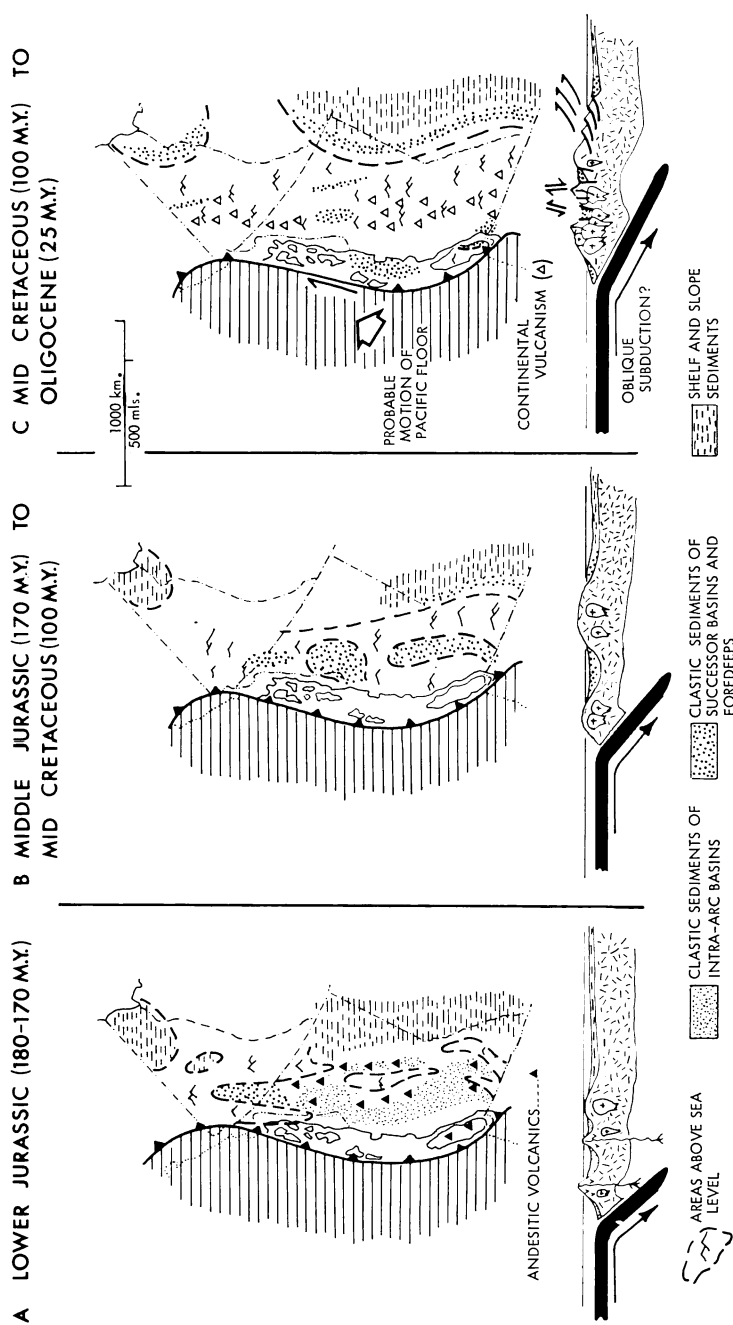 A LOWER JURASSIC (180-170 M.Y.)
B MIDDLE JURASSIC (170 M.Y.) TO
MID CRETACEOUS (100 M.Y.)
C MID CRETACEOUS (100 M.Y.) TO
OLIGOCENE (25 M.Y.)
1000 km.
500 mls.
ANDESITIC VOLCANICS
PROBABLE
MOTION OF
PACIFIC FLOOR
CONTINENTAL
VULCANISM (△)
OBLIQUE
SUBDUCTION?
AREAS ABOVE SEA
LEVEL
CLASTIC SEDIMENTS OF
INTRA-ARC BASINS
CLASTIC SEDIMENTS OF
SUCCESSOR BASINS AND
FOREDEEPS
SHELF AND SLOPE
SEDIMENTS